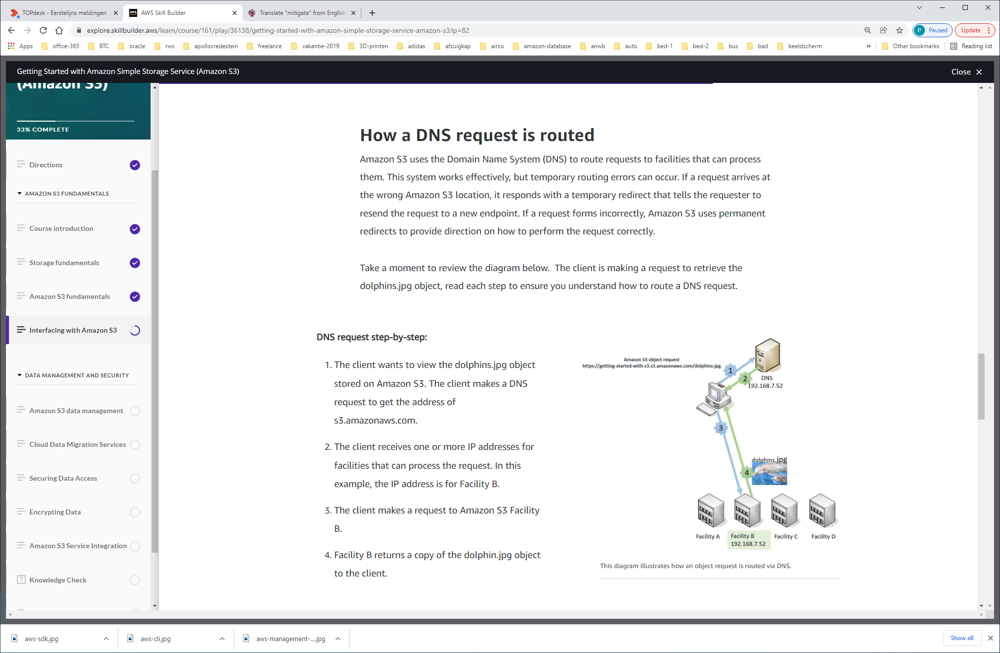 TOPdesk - Eerstelijns meldingen
AWS Skill Builder
Translate "mitigate" from English
explore.skillbuilder.aws/learn/course/161/play/36138/getting-started-with-amazon-simple-storage-service-amazon-s3;lp=82
P Paused
Update
Apps
office-365
BTC
oracle
rws
apollovredestein
freelance
vakantie-2019
3D-printen
adidas
afzuigkap
airco
amazon-database
anwb
auto
bed-1
bed-2
bus
bad
beeldscherm
»
Other bookmarks
Reading list
Getting Started with Amazon Simple Storage Service (Amazon S3)
Close
(Amazon S3)
33% COMPLETE
Directions
AMAZON S3 FUNDAMENTALS
Course introduction
Storage fundamentals
Amazon S3 fundamentals
Interfacing with Amazon S3
DATA MANAGEMENT AND SECURITY
Amazon S3 data management
Cloud Data Migration Services
Securing Data Access
Encrypting Data
Amazon S3 Service Integration
Knowledge Check
How a DNS request is routed
Amazon S3 uses the Domain Name System (DNS) to route requests to facilities that can process
them. This system works effectively, but temporary routing errors can occur. If a request arrives at
the wrong Amazon S3 location, it responds with a temporary redirect that tells the requester to
resend the request to a new endpoint. If a request forms incorrectly, Amazon S3 uses permanent
redirects to provide direction on how to perform the request correctly.
Take a moment to review the diagram below.  The client is making a request to retrieve the
dolphins.jpg object, read each step to ensure you understand how to route a DNS request.
DNS request step-by-step:
1. The client wants to view the dolphins.jpg object
stored on Amazon S3. The client makes a DNS
request to get the address of
s3.amazonaws.com.
2. The client receives one or more IP addresses for
facilities that can process the request. In this
example, the IP address is for Facility B.
3. The client makes a request to Amazon S3 Facility
B.
4. Facility B returns a copy of the dolphin.jpg object
to the client.
Amazon S3 object request
https://getting-started-with-s3.s3.amazonaws.com/dolphins.jpg
1
2
DNS
192.168.7.52
3
dolphins.jpg
4
Facility A
Facility B
192.168.7.52
Facility C
Facility D
This diagram illustrates how an object request is routed via DNS.
aws-sdk.jpg
aws-cli.jpg
aws-management-....jpg
Show all